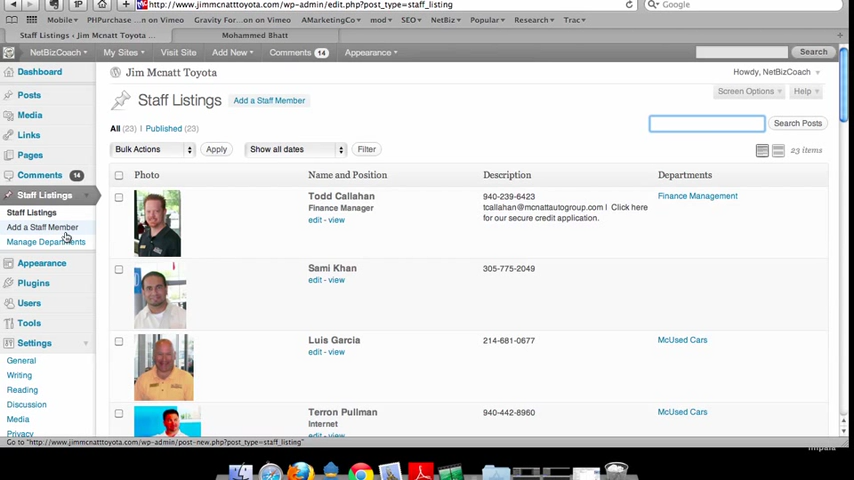 http://www.jimmcnatttoyota.com/wp-admin/edit.php?post_type=staff_listing
Google
Mobile PHPurchase ...m on Vimeo Gravity For...on on Vimeo AMarketingCo mod SEO NetBiz Popular Research Trac
Staff Listings ‹ Jim Mcnatt Toyota ... Mohammed Bhatt
NetBizCoach My Sites Visit Site Add New Comments 14 Appearance Search
Dashboard
Posts
Media
Links
Pages
Comments 14
Staff Listings
Staff Listings
Add a Staff Member
Manage Departments
Appearance
Plugins
Users
Tools
Settings
General
Writing
Reading
Discussion
Media
Privacy
Jim Mcnatt Toyota
Howdy, NetBizCoach
Screen Options Help
Staff Listings Add a Staff Member
All (23) | Published (23)
Search Posts
Bulk Actions Apply Show all dates Filter 23 items
Photo Name and Position Description Departments
Todd Callahan
Finance Manager
edit - view
940-239-6423
tcallahan@mcnattautogroup.com | Click here
for our secure credit application.
Finance Management
Sami Khan
edit - view
305-775-2049
Luis Garcia
edit - view
214-681-0677
McUsed Cars
Terron Pullman
Internet
edit - view
940-442-8960
McUsed Cars
Go to "http://www.jimmcnatttoyota.com/wp-admin/post-new.php?post_type=staff_listing"
Impala